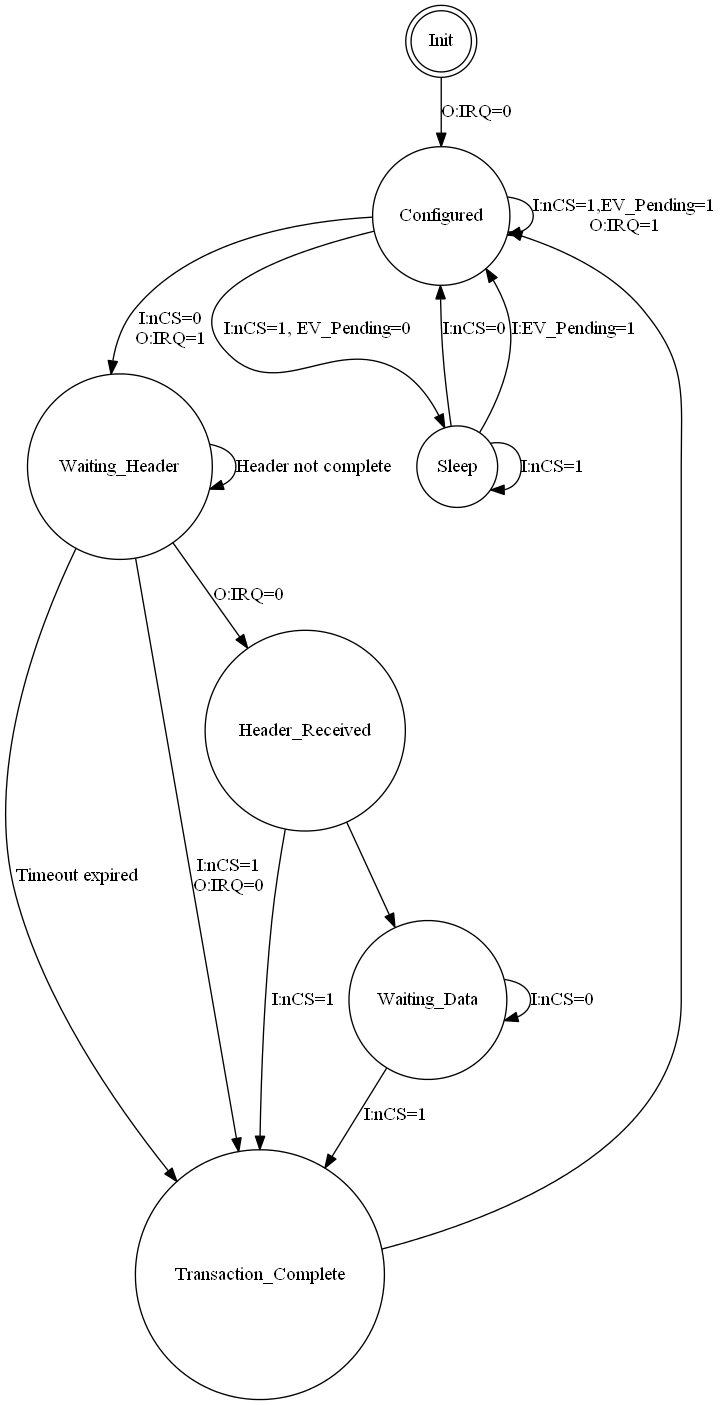 Init
O:IRQ=0
Configured
I:nCS=1,EV_Pending=1
O:IRQ=1
I:nCS=0
O:IRQ=1
I:nCS=1, EV_Pending=0
I:nCS=0
I:EV_Pending=1
Waiting_Header
Header not complete
Sleep
I:nCS=1
O:IRQ=0
Header_Received
Timeout expired
I:nCS=1
O:IRQ=0
I:nCS=1
Waiting_Data
I:nCS=0
I:nCS=1
Transaction_Complete